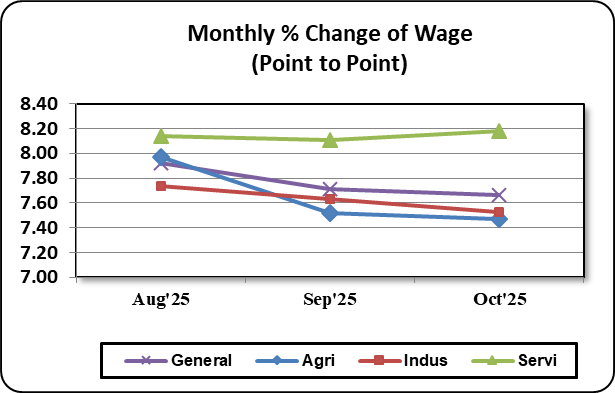 Monthly % Change of Wage
(Point to Point)
8.40
8.20
8.00
7.80
7.60
7.40
7.20
7.00
Aug'25 Sep'25 Oct'25
General Agri Indus Servi